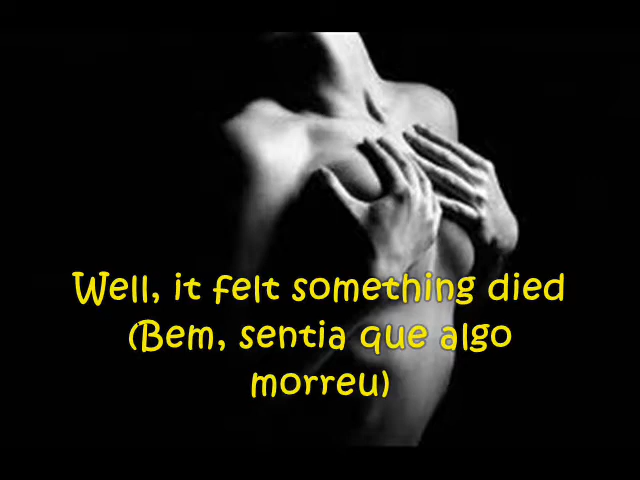 Well, it felt something died
(Bem, sentia que algo
morreu)